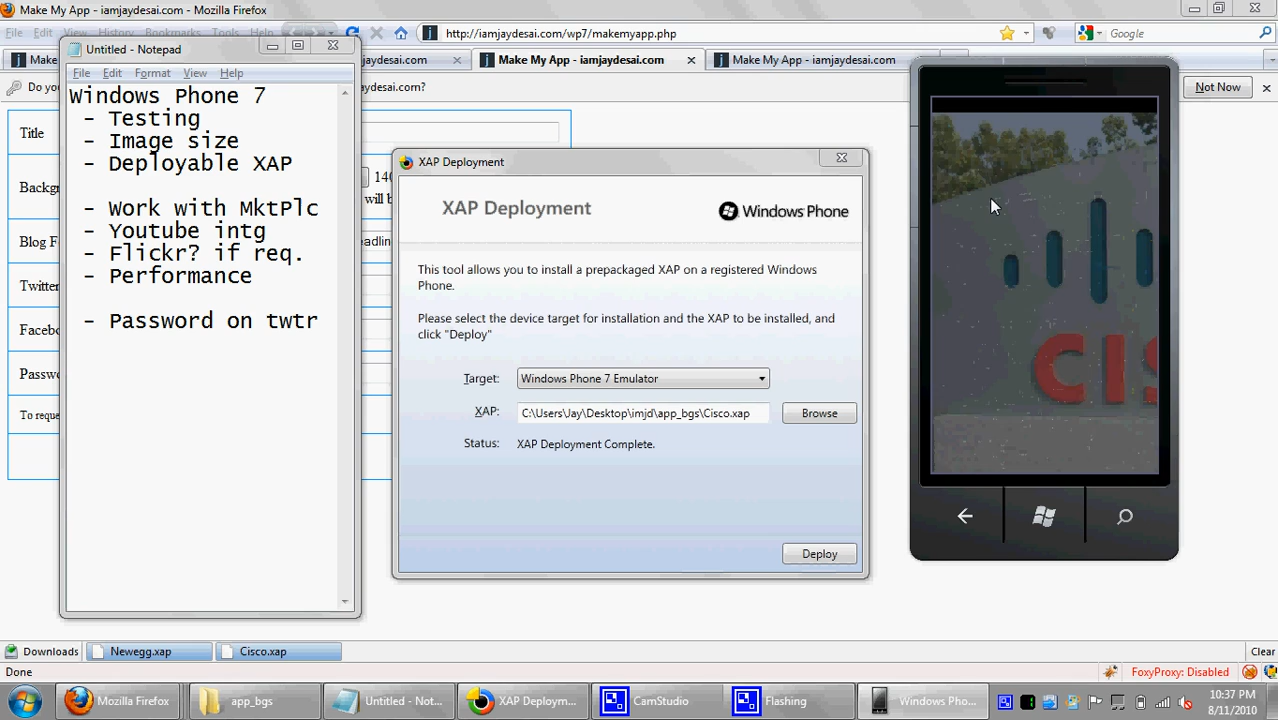 Make My App - iamjaydesai.com - Mozilla Firefox
File Edit View History Bookmarks Tools Help
http://iamjaydesai.com/wp7/makemyapp.php
Google
Make
aydesai.com
Make My App - iamjaydesai.com
Make My App - iamjaydesai.com
Do yo
aydesai.com?
Not Now
Untitled - Notepad
File Edit Format View Help
Windows Phone 7
- Testing
- Image size
- Deployable XAP
- Work with MktPlc
- Youtube intg
- Flickr? if req.
- Performance
- Password on twtr
Title
Backgr
140
will b
Blog F
eadlin
Twitter
Facebo
Passwo
To reque
XAP Deployment
XAP Deployment
Windows Phone
This tool allows you to install a prepackaged XAP on a registered Windows
Phone.
Please select the device target for installation and the XAP to be installed, and
click "Deploy"
Target: Windows Phone 7 Emulator
XAP: C:\Users\Jay\Desktop\imjd\app_bgs\Cisco.xap Browse
Status: XAP Deployment Complete.
Deploy
CIS
Downloads Newegg.xap Cisco.xap Clear
Done
FoxyProxy: Disabled
Mozilla Firefox
app_bgs
Untitled - Not...
XAP Deploym...
CamStudio
Flashing
Windows Pho...
10:37 PM
8/11/2010